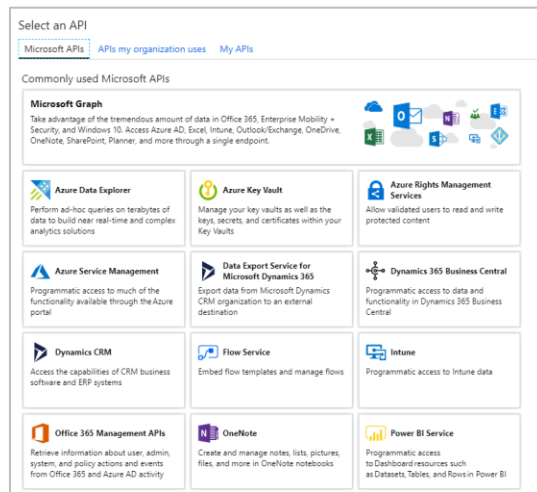 Select an API
Microsoft APIs APIs my organization uses My APIs
Commonly used Microsoft APIs
Microsoft Graph
Take advantage of the tremendous amount of data in Office 365, Enterprise Mobility +
Security, and Windows 10. Access Azure AD, Excel, Intune, Outlook/Exchange, OneDrive,
OneNote, SharePoint, Planner, and more through a single endpoint.
Azure Data Explorer
Perform ad-hoc queries on terabytes of
data to build near real-time and complex
analytics solutions
Azure Key Vault
Manage your key vaults as well as the
keys, secrets, and certificates within your
Key Vaults
Azure Rights Management
Services
Allow validated users to read and write
protected content
Azure Service Management
Programmatic access to much of the
functionality available through the Azure
portal
Data Export Service for
Microsoft Dynamics 365
Export data from Microsoft Dynamics
CRM organization to an external
destination
Dynamics 365 Business Central
Programmatic access to data and
functionality in Dynamics 365 Business
Central
Dynamics CRM
Access the capabilities of CRM business
software and ERP systems
Flow Service
Embed flow templates and manage flows
Intune
Programmatic access to Intune data
Office 365 Management APIs
Retrieve information about user, admin,
system, and policy actions and events
from Office 365 and Azure AD activity
OneNote
Create and manage notes, lists, pictures,
files, and more in OneNote notebooks
Power BI Service
Programmatic access
to Dashboard resources such
as Datasets, Tables, and Rows in Power BI